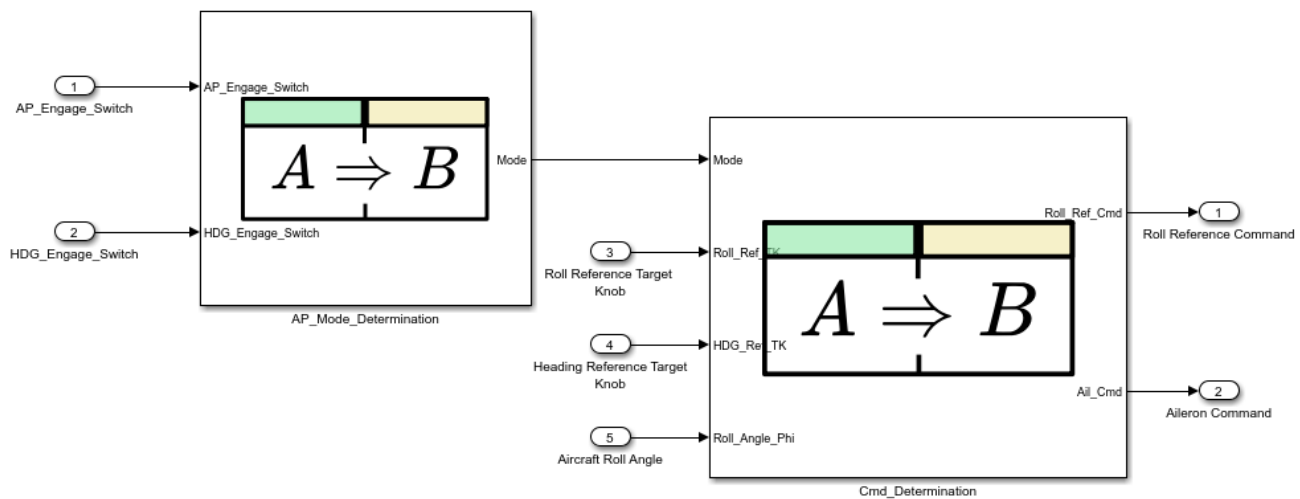 1
AP_Engage_Switch
2
HDG_Engage_Switch
AP_Engage_Switch
A ⇒ B
Mode
HDG_Engage_Switch
AP_Mode_Determination
3
Roll Reference Target
Knob
4
Heading Reference Target
Knob
5
Aircraft Roll Angle
Mode
Roll_Ref_TK
HDG_Ref_TK
Roll_Angle_Phi
A ⇒ B
Roll_Ref_Cmd
Ail_Cmd
Cmd_Determination
1
Roll Reference Command
2
Aileron Command